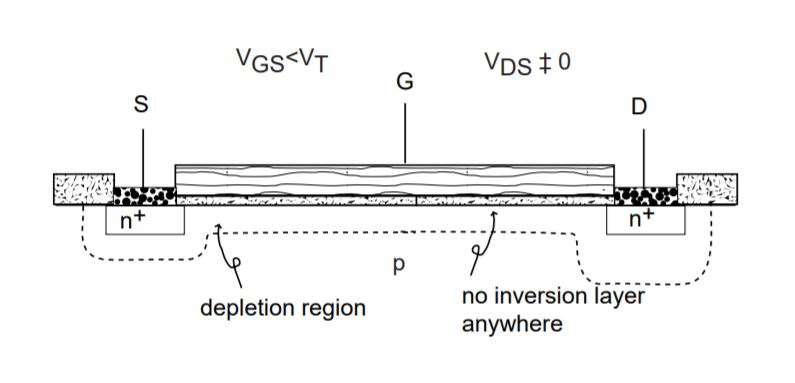 VGS<VT
VDS ‡ 0
G
S
D
n+
n+
p
depletion region
no inversion layer
anywhere